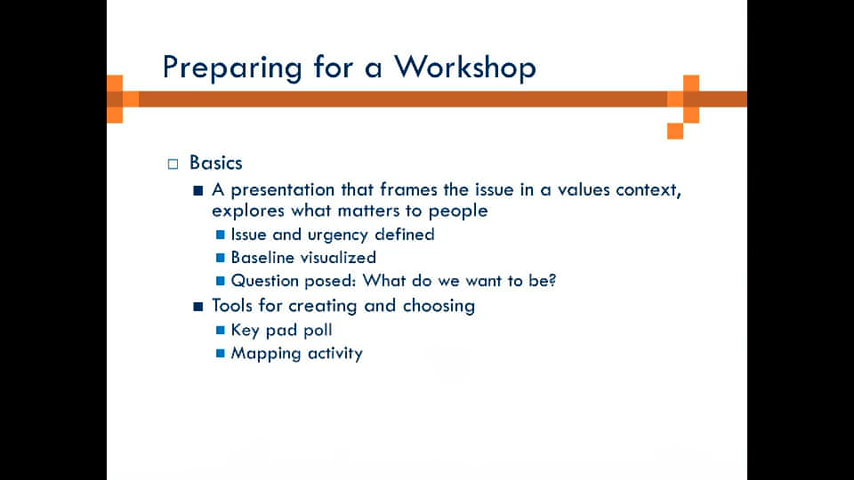 Preparing for a Workshop
Basics
A presentation that frames the issue in a values context,
explores what matters to people
Issue and urgency defined
Baseline visualized
Question posed: What do we want to be?
Tools for creating and choosing
Key pad poll
Mapping activity